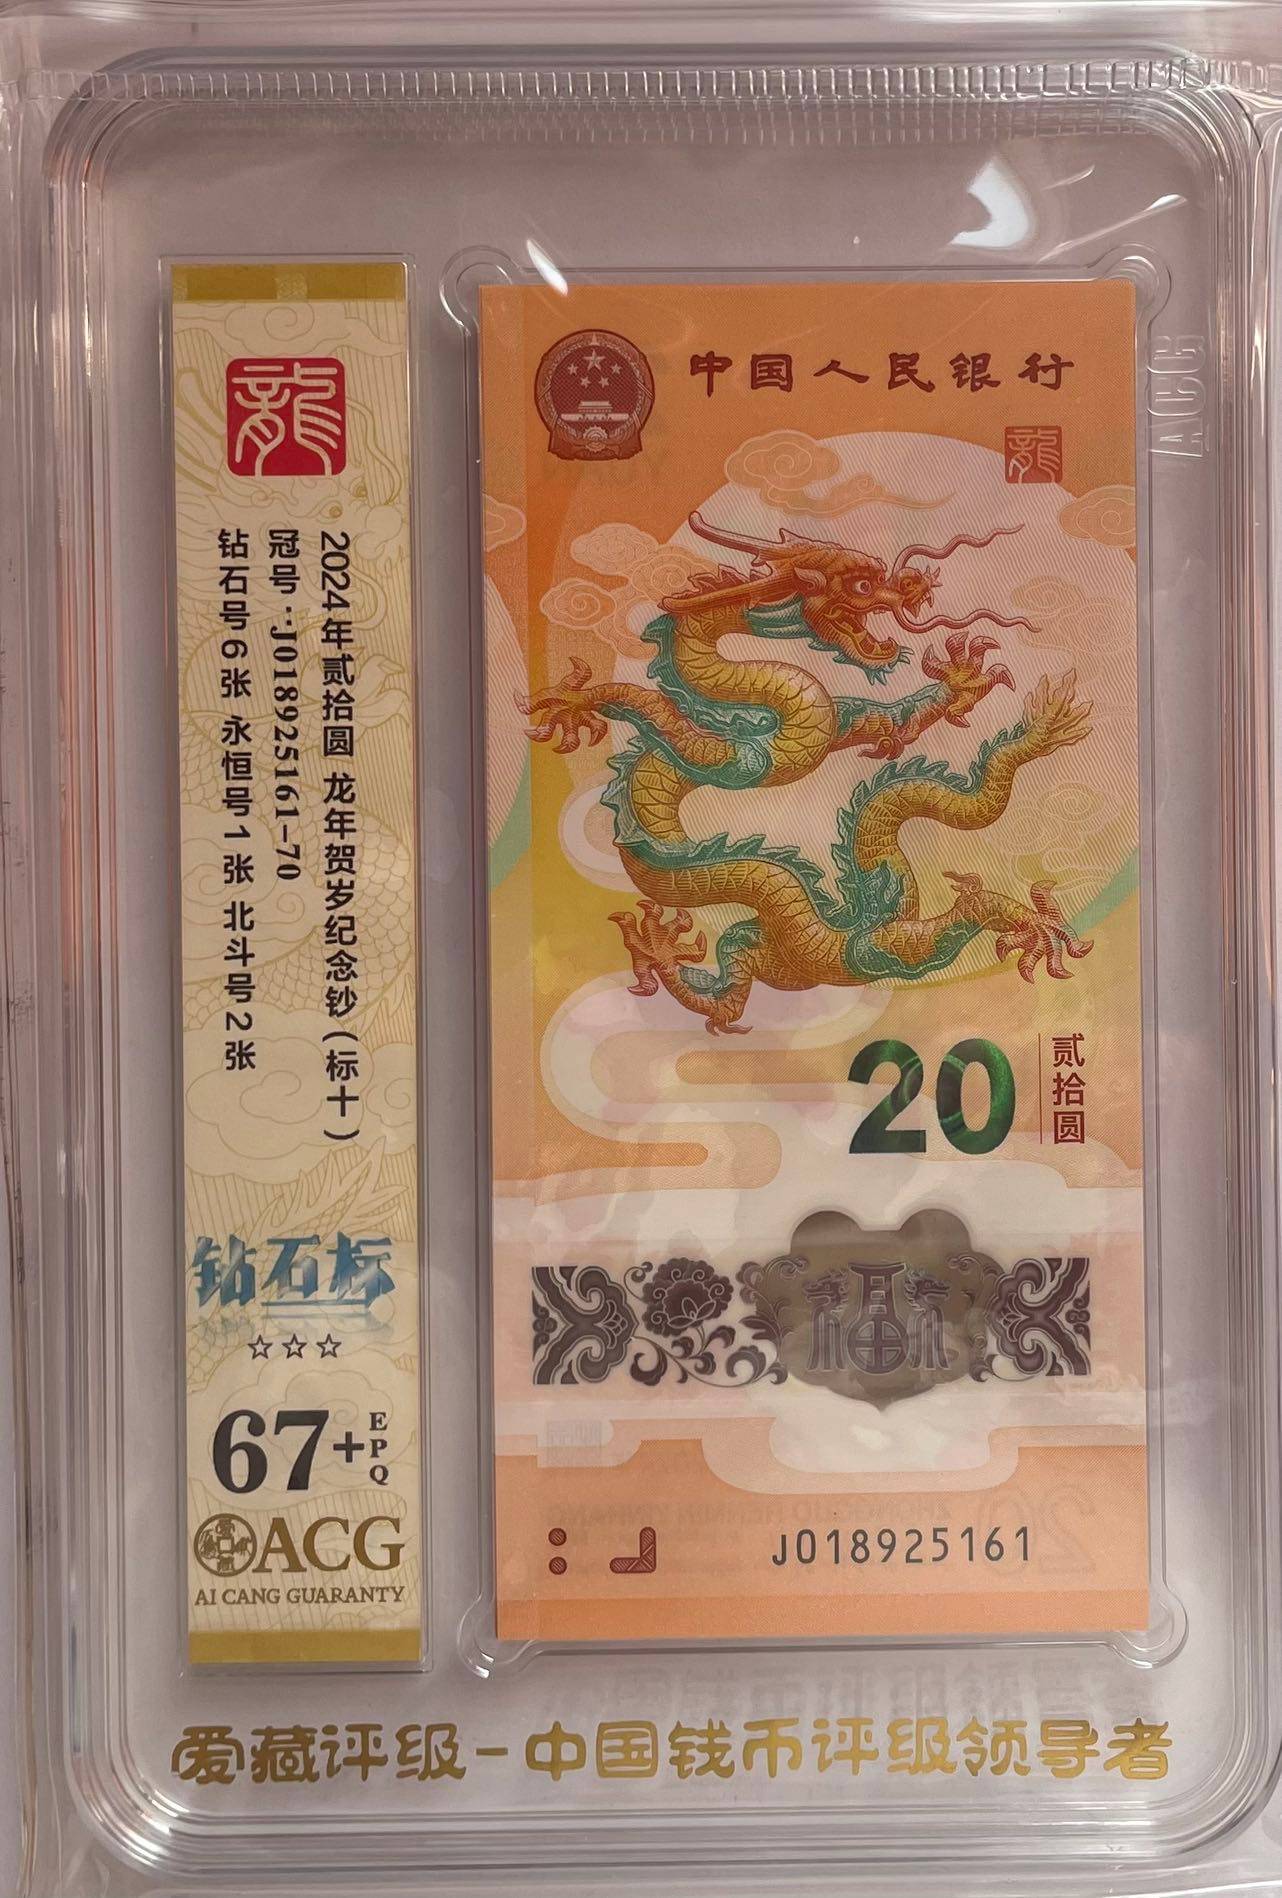 龍
2024年贰拾圆 龙年贺岁纪念钞(标十)
冠号:J018925161-70
钻石号6张 永恒号1张 北斗号2张
钻石标
☆☆☆
67+
EPQ
ACG
AI CANG GUARANTY
中国人民银行
龍
20
贰拾圆
福
J018925161
ACG
爱藏评级-中国钱币评级领导者